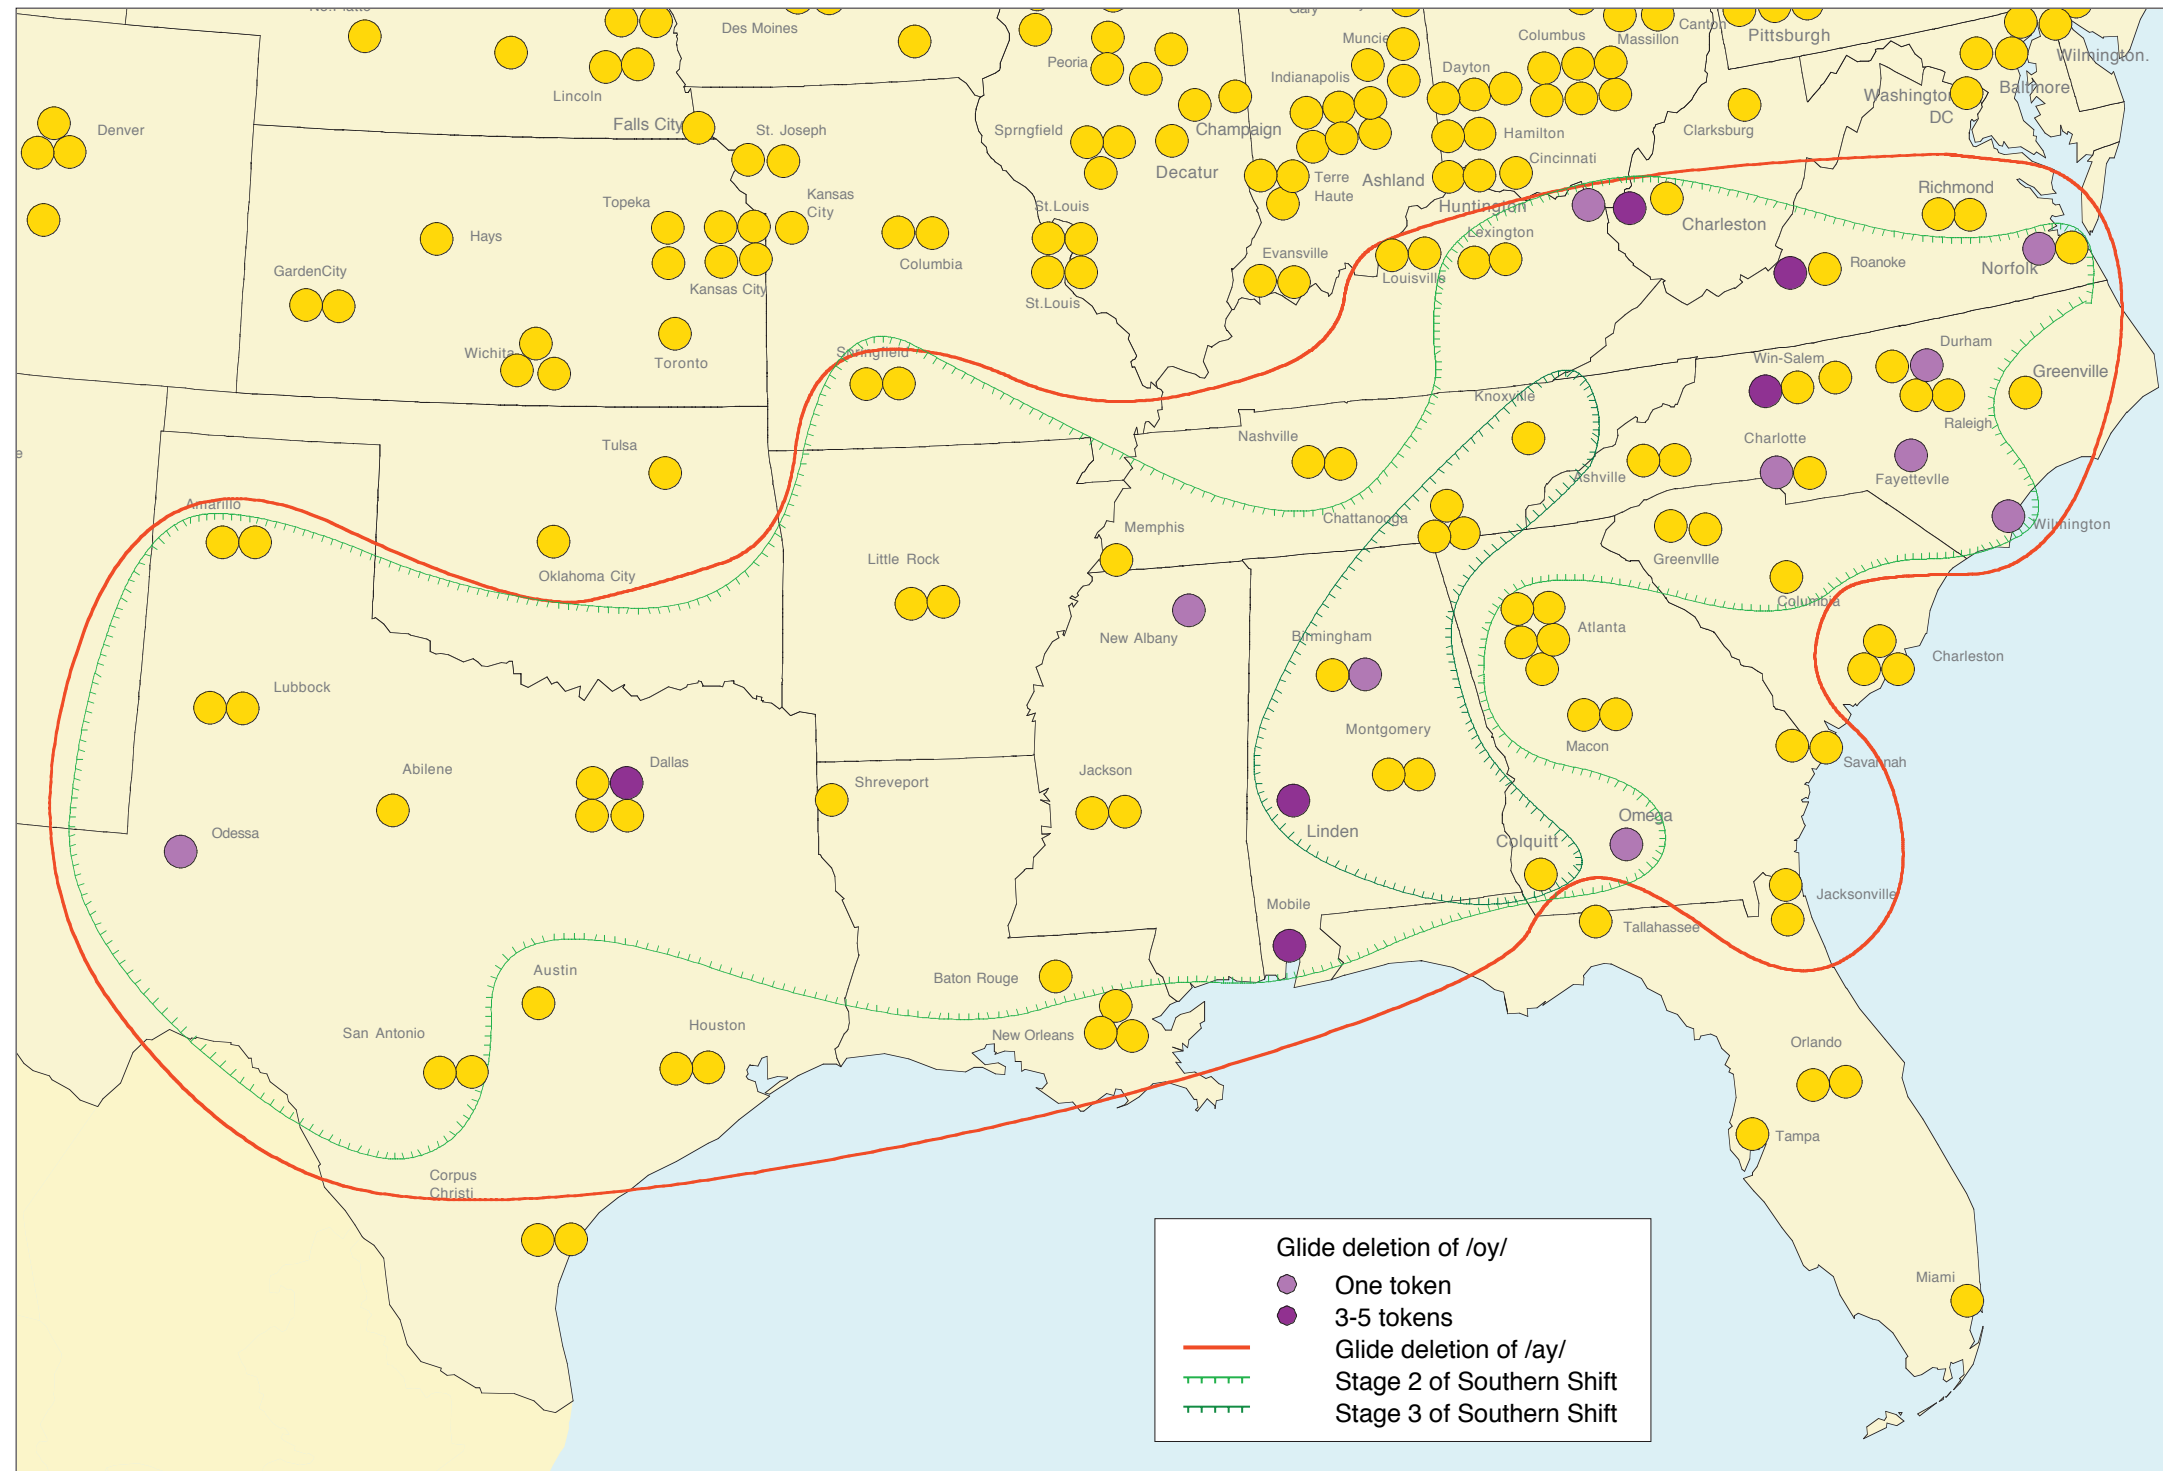 Des Moines
Peoria
Muncie
Indianapolis
Dayton
Columbus
Massillon
Canton
Pittsburgh
Wilmington.
Baltimore
Washington
DC
Lincoln
Denver
Falls City
St. Joseph
Sprngfield
Champaign
Decatur
Terre
Haute
Hamilton
Cincinnati
Clarksburg
Ashland
Huntington
Charleston
Richmond
Norfolk
Roanoke
Topeka
Kansas
City
Kansas City
Hays
GardenCity
Columbia
St.Louis
St.Louis
Evansville
Louisville
Lexington
Wichita
Toronto
Springfield
Tulsa
Knoxville
Nashville
Win-Salem
Durham
Greenville
Raleigh
Charlotte
Ashville
Fayettevlle
Wilmington
Chattanooga
Greenvllle
Columbia
Amarillo
Oklahoma City
Memphis
Little Rock
New Albany
Birmingham
Atlanta
Charleston
Lubbock
Montgomery
Macon
Savannah
Abilene
Dallas
Shreveport
Jackson
Odessa
Linden
Colquitt
Omega
Mobile
Jacksonville
Tallahassee
Austin
Baton Rouge
San Antonio
Houston
New Orleans
Orlando
Tampa
Corpus
Christi
Miami
Glide deletion of /oy/
One token
3-5 tokens
Glide deletion of /ay/
Stage 2 of Southern Shift
Stage 3 of Southern Shift